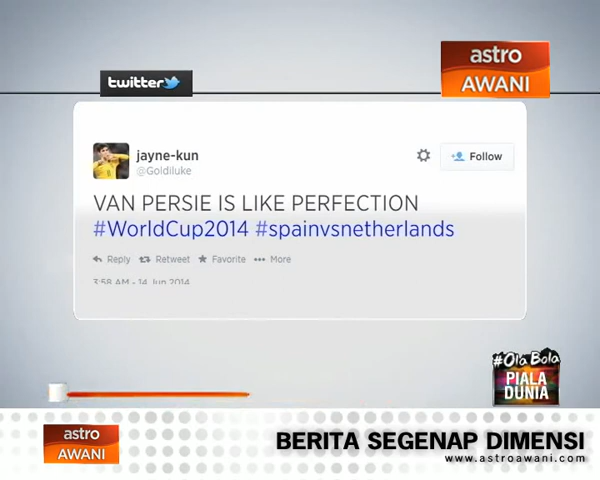 astro
AWANI
twitter
jayne-kun
@Goldiluke
Follow
VAN PERSIE IS LIKE PERFECTION
#WorldCup2014 #spainvsnetherlands
Reply Retweet Favorite More
3:58 AM - 14 Jun 2014
#Ola Bola
PIALA
DUNIA
astro
AWANI
BERITA SEGENAP DIMENSI
www.astroawani.com